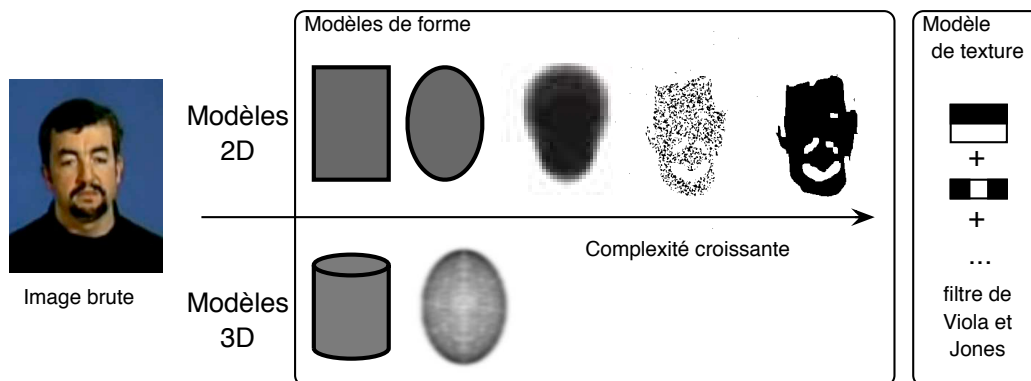 Modèles de forme
Modèle
de texture
Modèles
2D
+
+
...
Complexité croissante
Image brute
Modèles
3D
filtre de
Viola et
Jones